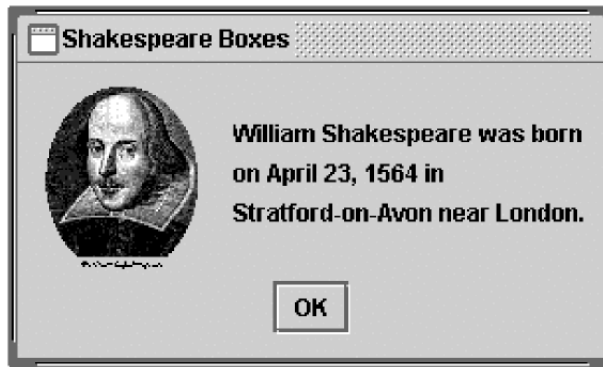 Shakespeare Boxes
William Shakespeare was born
on April 23, 1564 in
Stratford-on-Avon near London.
OK